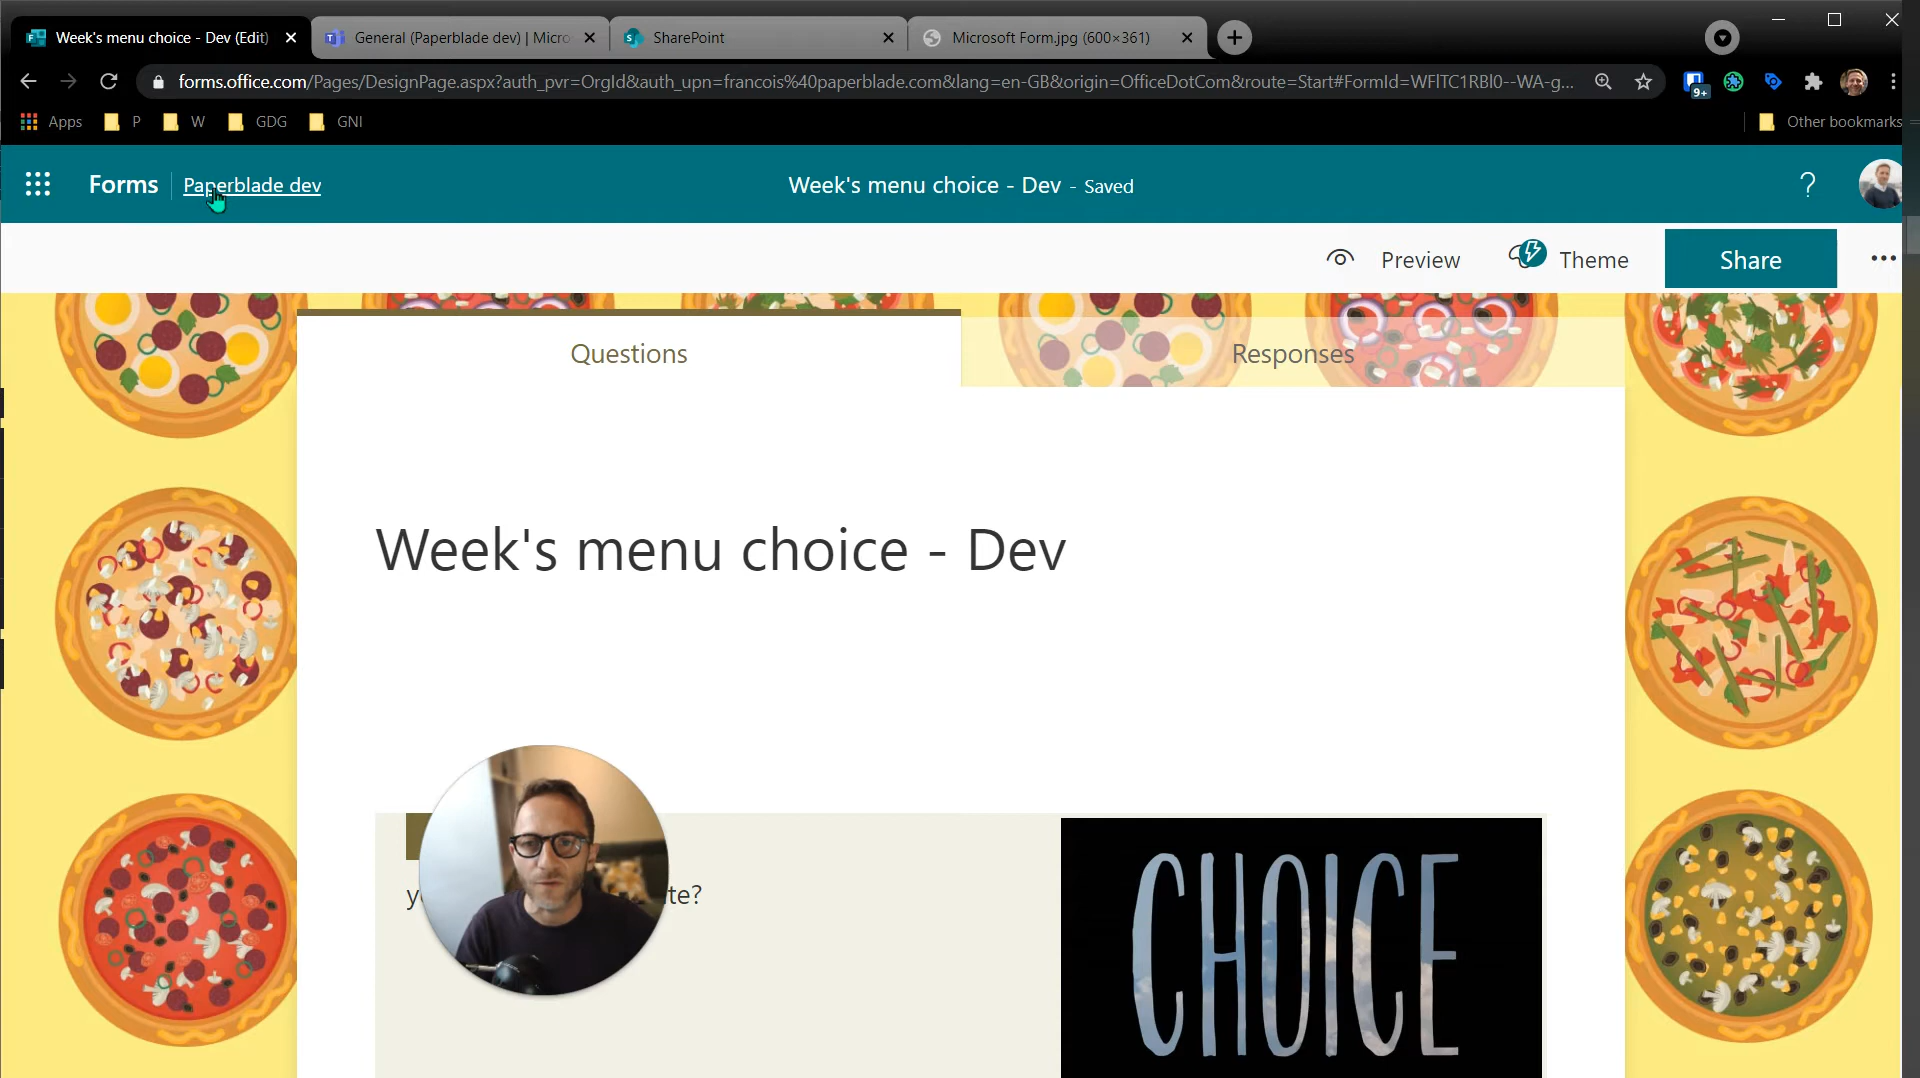 Week's menu choice - Dev (Edit)
General (Paperblade dev) | Micro
SharePoint
Microsoft Form.jpg (600×361)
forms.office.com/Pages/DesignPage.aspx?auth_pvr=OrgId&auth_upn=francois%40paperblade.com&lang=en-GB&origin=OfficeDotCom&route=Start#FormId=WFlTC1RBl0--WA-g...
9+
Apps
P
W
GDG
GNI
Other bookmarks
Forms
Paperblade dev
Week's menu choice - Dev - Saved
?
Preview
Theme
Share
Questions
Responses
Week's menu choice - Dev
te?
CHOICE